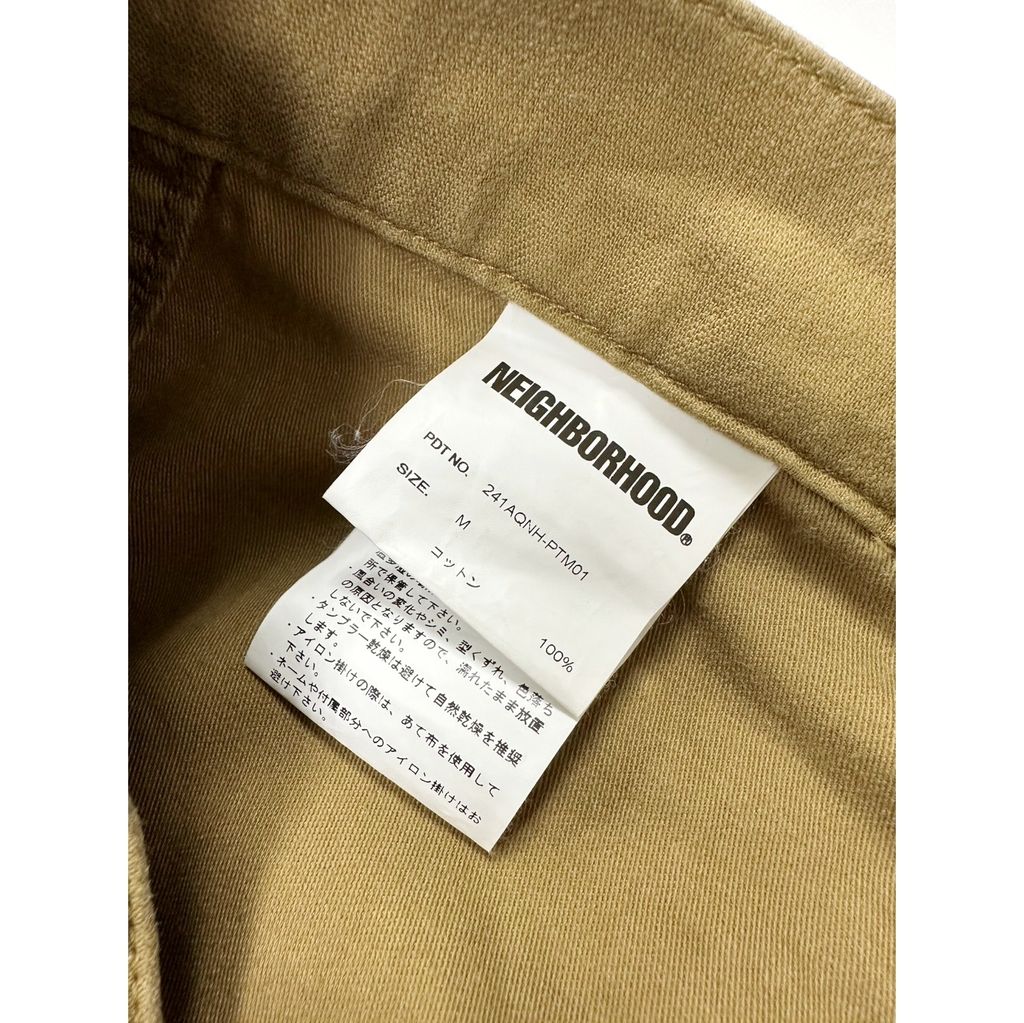 NEIGHBORHOOD®
PDT NO. 241AQNH-PTM01
SIZE. M
コットン 100%
所で保管して下さい。
・風合いの変化やシミ、型くずれ、色落ち
の原因となりますので、濡れたまま放置
しないで下さい。
・タンブラー乾燥は避けて自然乾燥を推奨
します。
・アイロン掛けの際は、あて布を使用して
下さい。
・ネームや付属部分へのアイロン掛けはお
避け下さい。